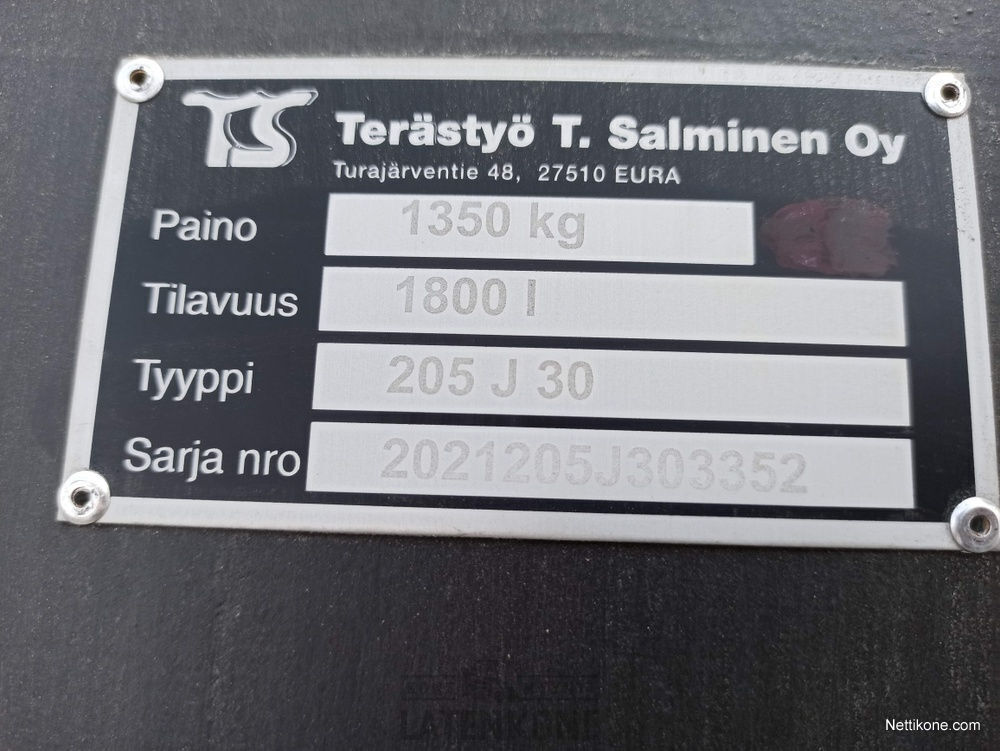 TS
Terästyö T. Salminen Oy
Turajärventie 48, 27510 EURA
Paino 1350 kg
Tilavuus 1800 l
Tyyppi 205 J 30
Sarja nro 2021205J303352
LATENKONE
Nettikone.com